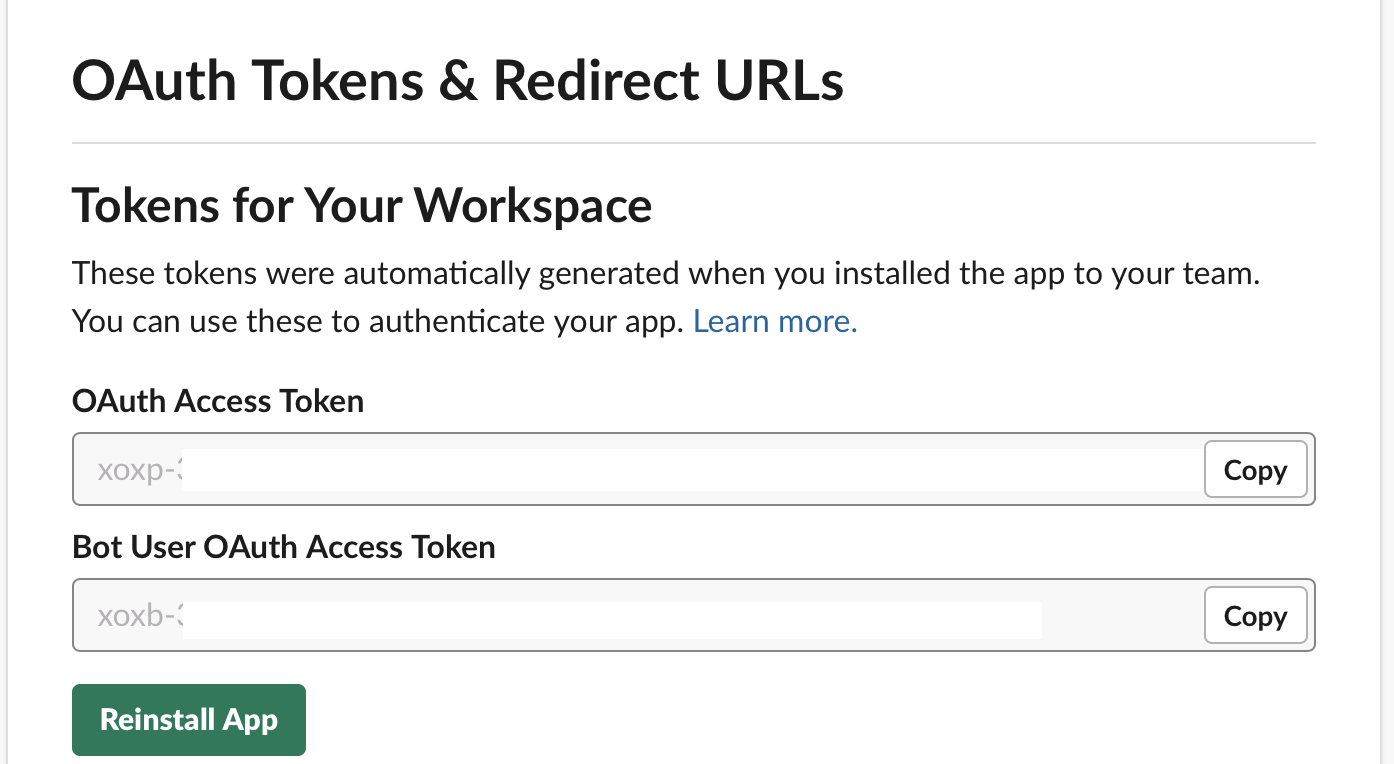 OAuth Tokens & Redirect URLs
Tokens for Your Workspace
These tokens were automatically generated when you installed the app to your team.
You can use these to authenticate your app. Learn more.
OAuth Access Token
xoxp-
Copy
Bot User OAuth Access Token
xoxb-
Copy
Reinstall App